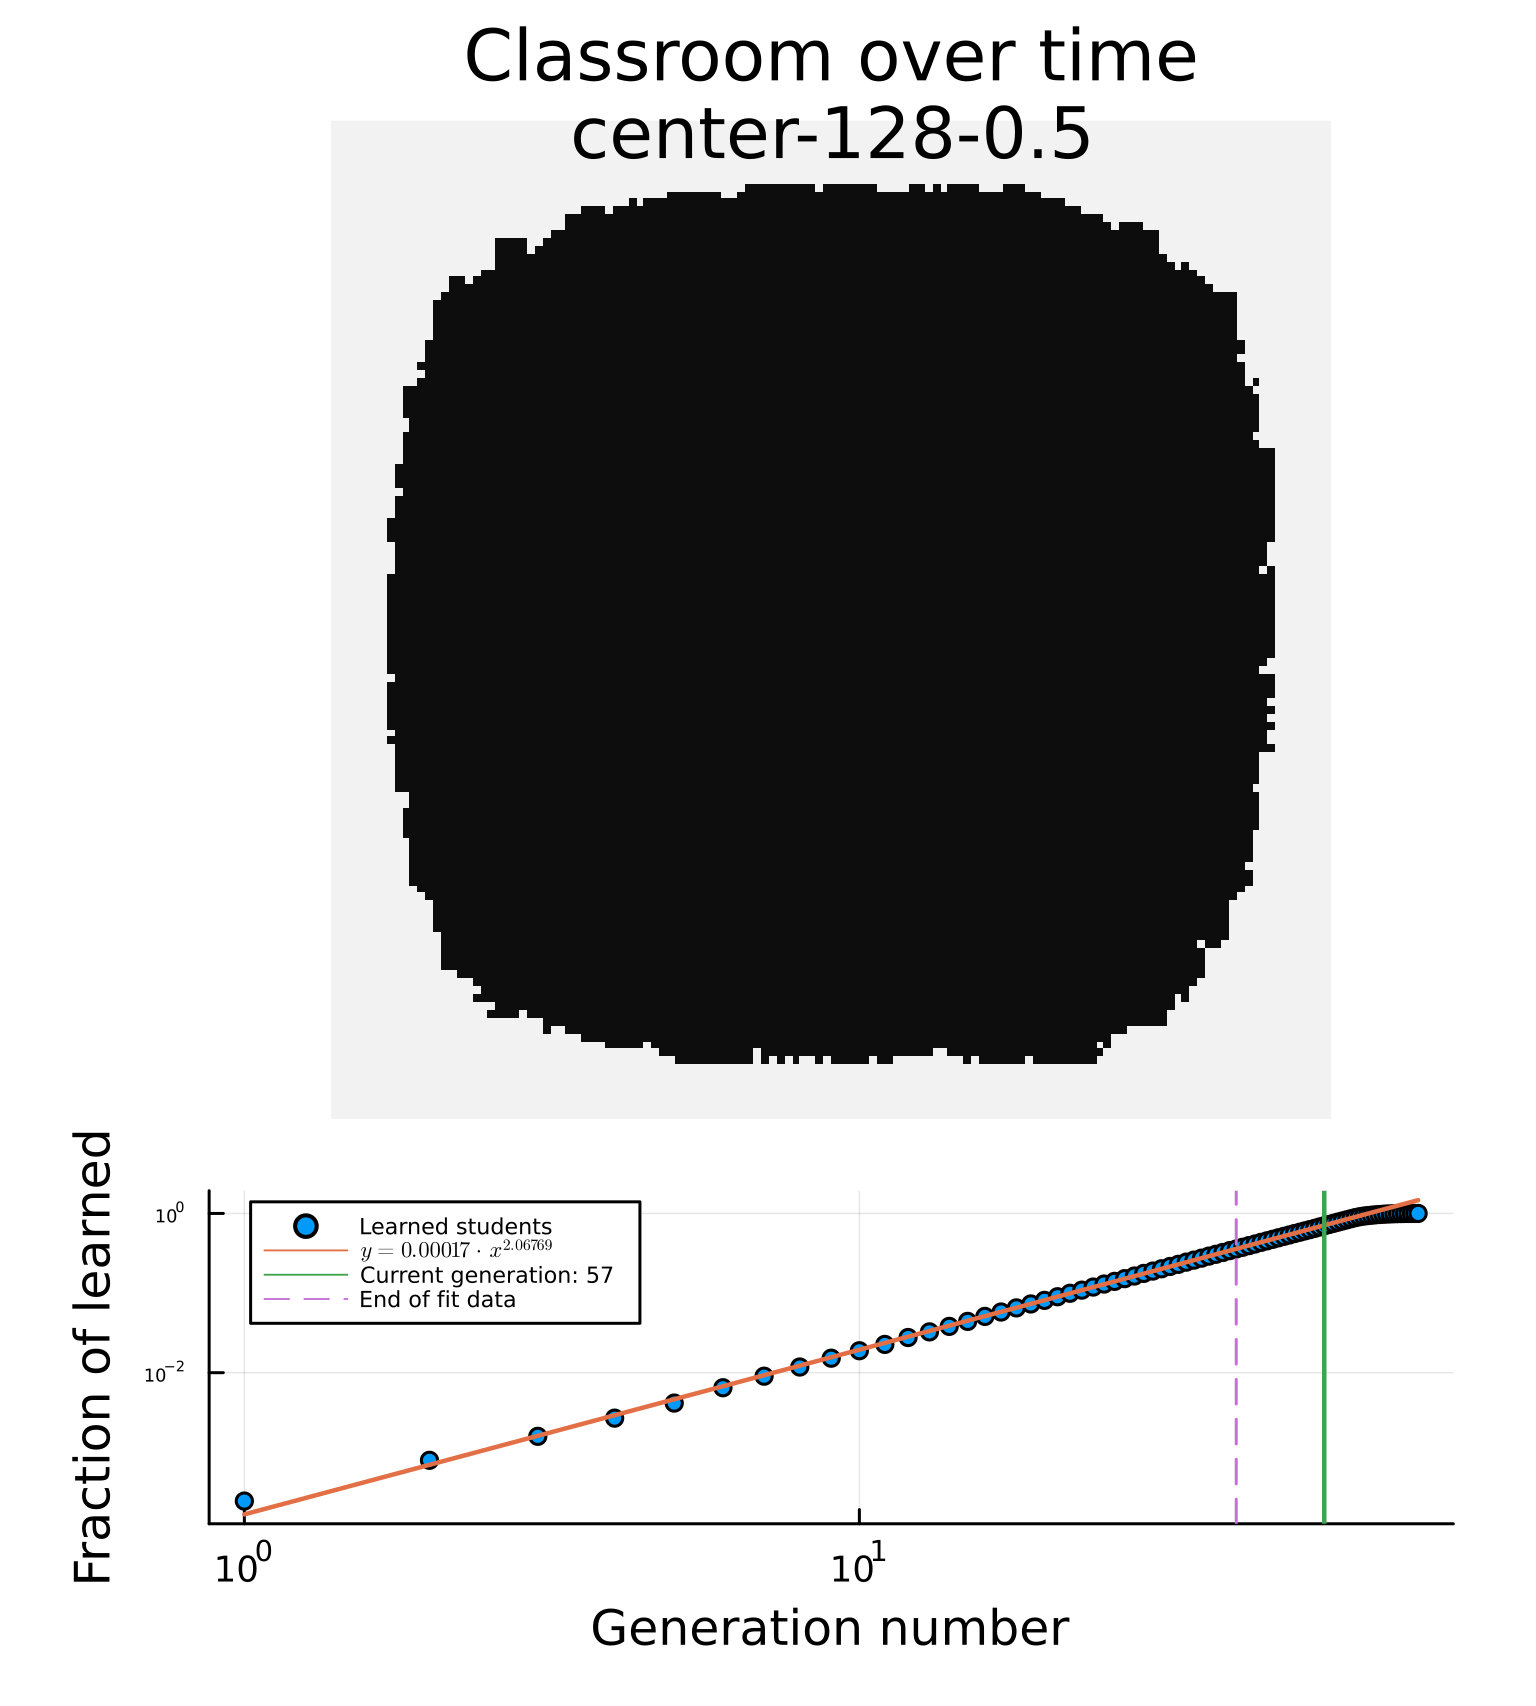 Classroom over time
center-128-0.5
Fraction of learned
10⁰
10⁻²
Learned students
y = 0.00017 · x^2.06769
Current generation: 57
End of fit data
10⁰ 10¹
Generation number